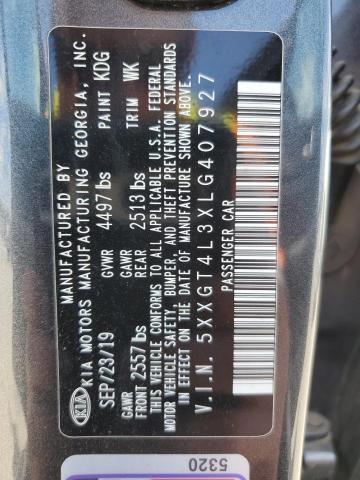 KIA
MANUFACTURED BY
KIA MOTORS MANUFACTURING GEORGIA, INC.
SEP/23/19 4497 lbs PAINT KDG
GVWR
GAWR FRONT 2557 lbs GAWR REAR 2513 lbs TRIM WK
THIS VEHICLE CONFORMS TO ALL APPLICABLE U.S.A. FEDERAL
MOTOR VEHICLE SAFETY, BUMPER, AND THEFT PREVENTION STANDARDS
IN EFFECT ON THE DATE OF MANUFACTURE SHOWN ABOVE.
V.I.N. 5XXGT4L3XLG407927
PASSENGER CAR
5320